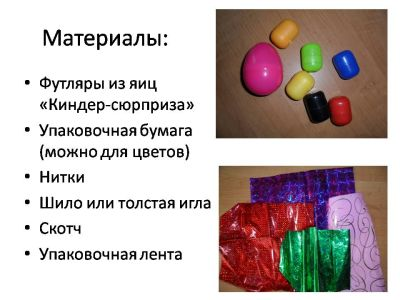 Материалы:
• Футляры из яиц
«Киндер-сюрприза»
• Упаковочная бумага
(можно для цветов)
• Нитки
• Шило или толстая игла
• Скотч
• Упаковочная лента